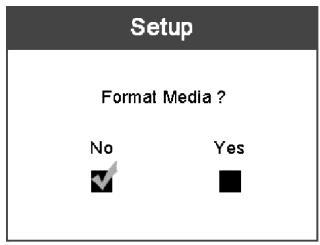 Setup
Format Media ?
No Yes